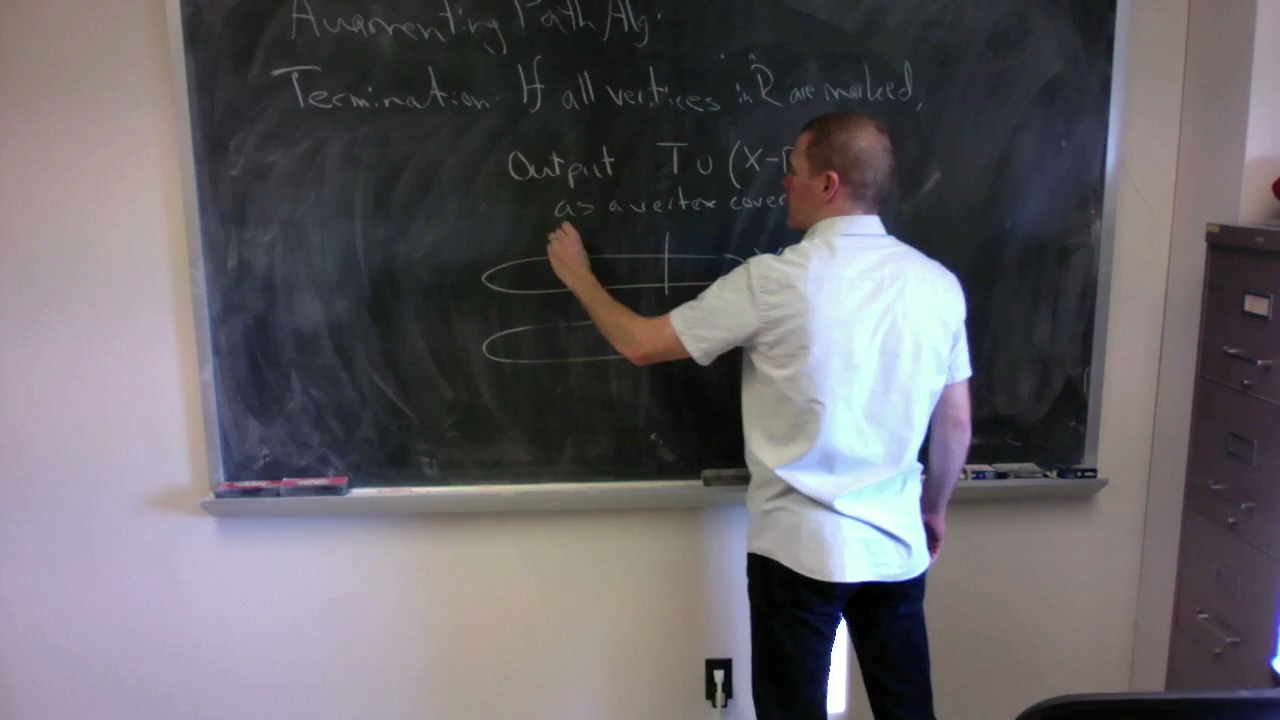 Augmenting Path Alg.
Termination: If all vertices in R are marked,
Output T ∪ (X-
as a vertex cover